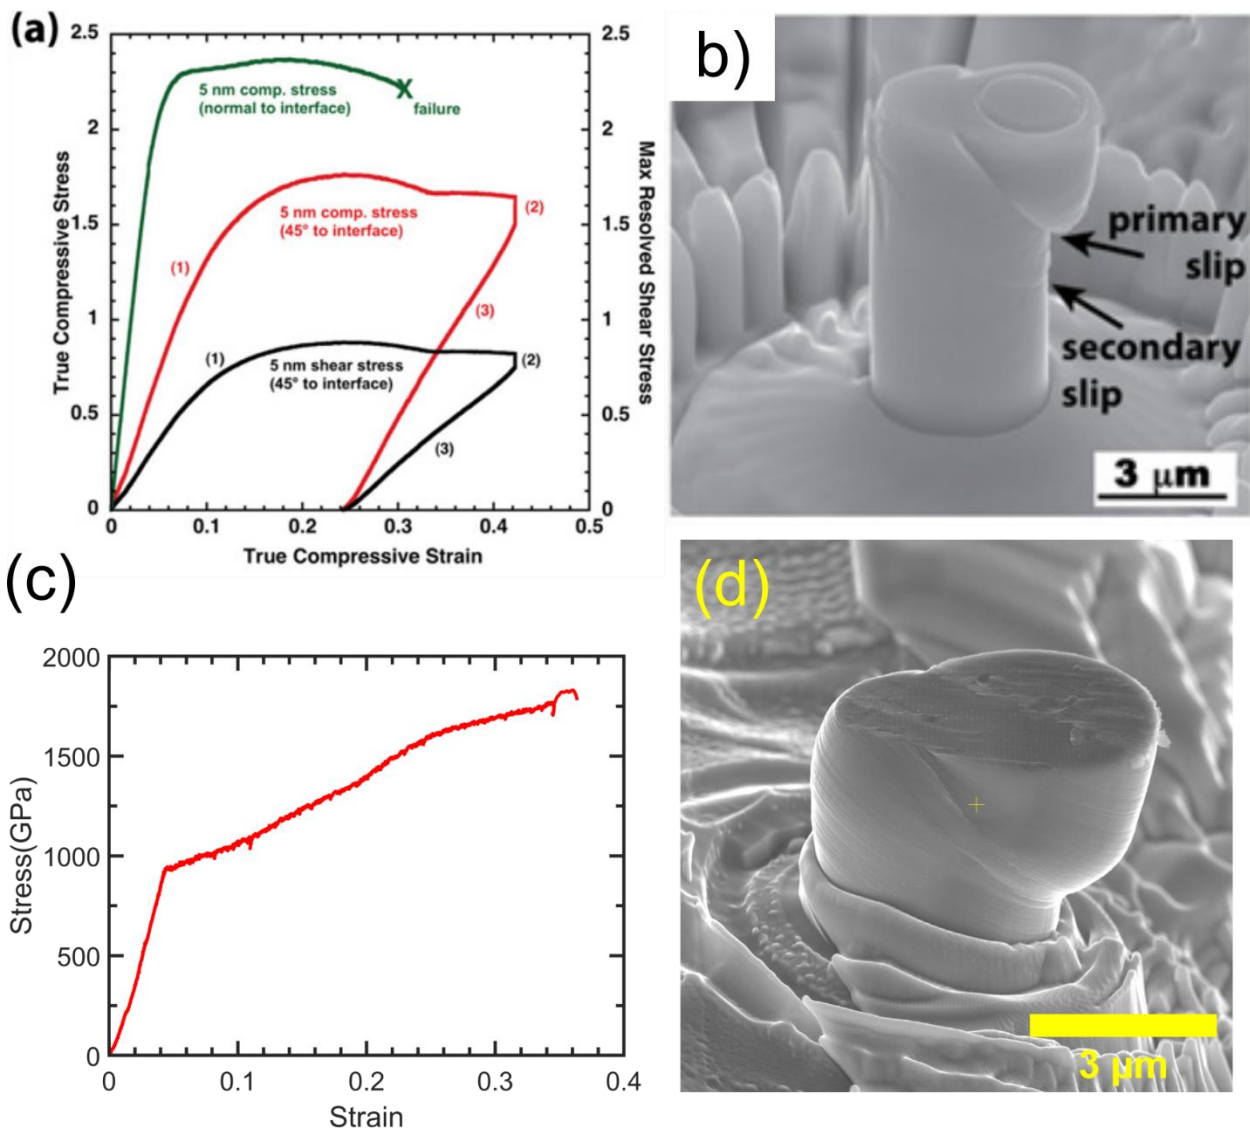 (a)
2.5
2
1.5
1
0.5
0
0
0.1
0.2
0.3
0.4
0.5
2.5
2
1.5
1
0.5
0
True Compressive Stress
Max Resolved Shear Stress
True Compressive Strain
5 nm comp. stress
(normal to interface)
X
failure
5 nm comp. stress
(45° to interface)
(1)
(2)
(3)
5 nm shear stress
(45° to interface)
(1)
(2)
(3)
b)
primary
slip
secondary
slip
3 μm
(c)
2000
1500
1000
500
0
0
0.1
0.2
0.3
0.4
Stress(GPa)
Strain
(d)
3 μm